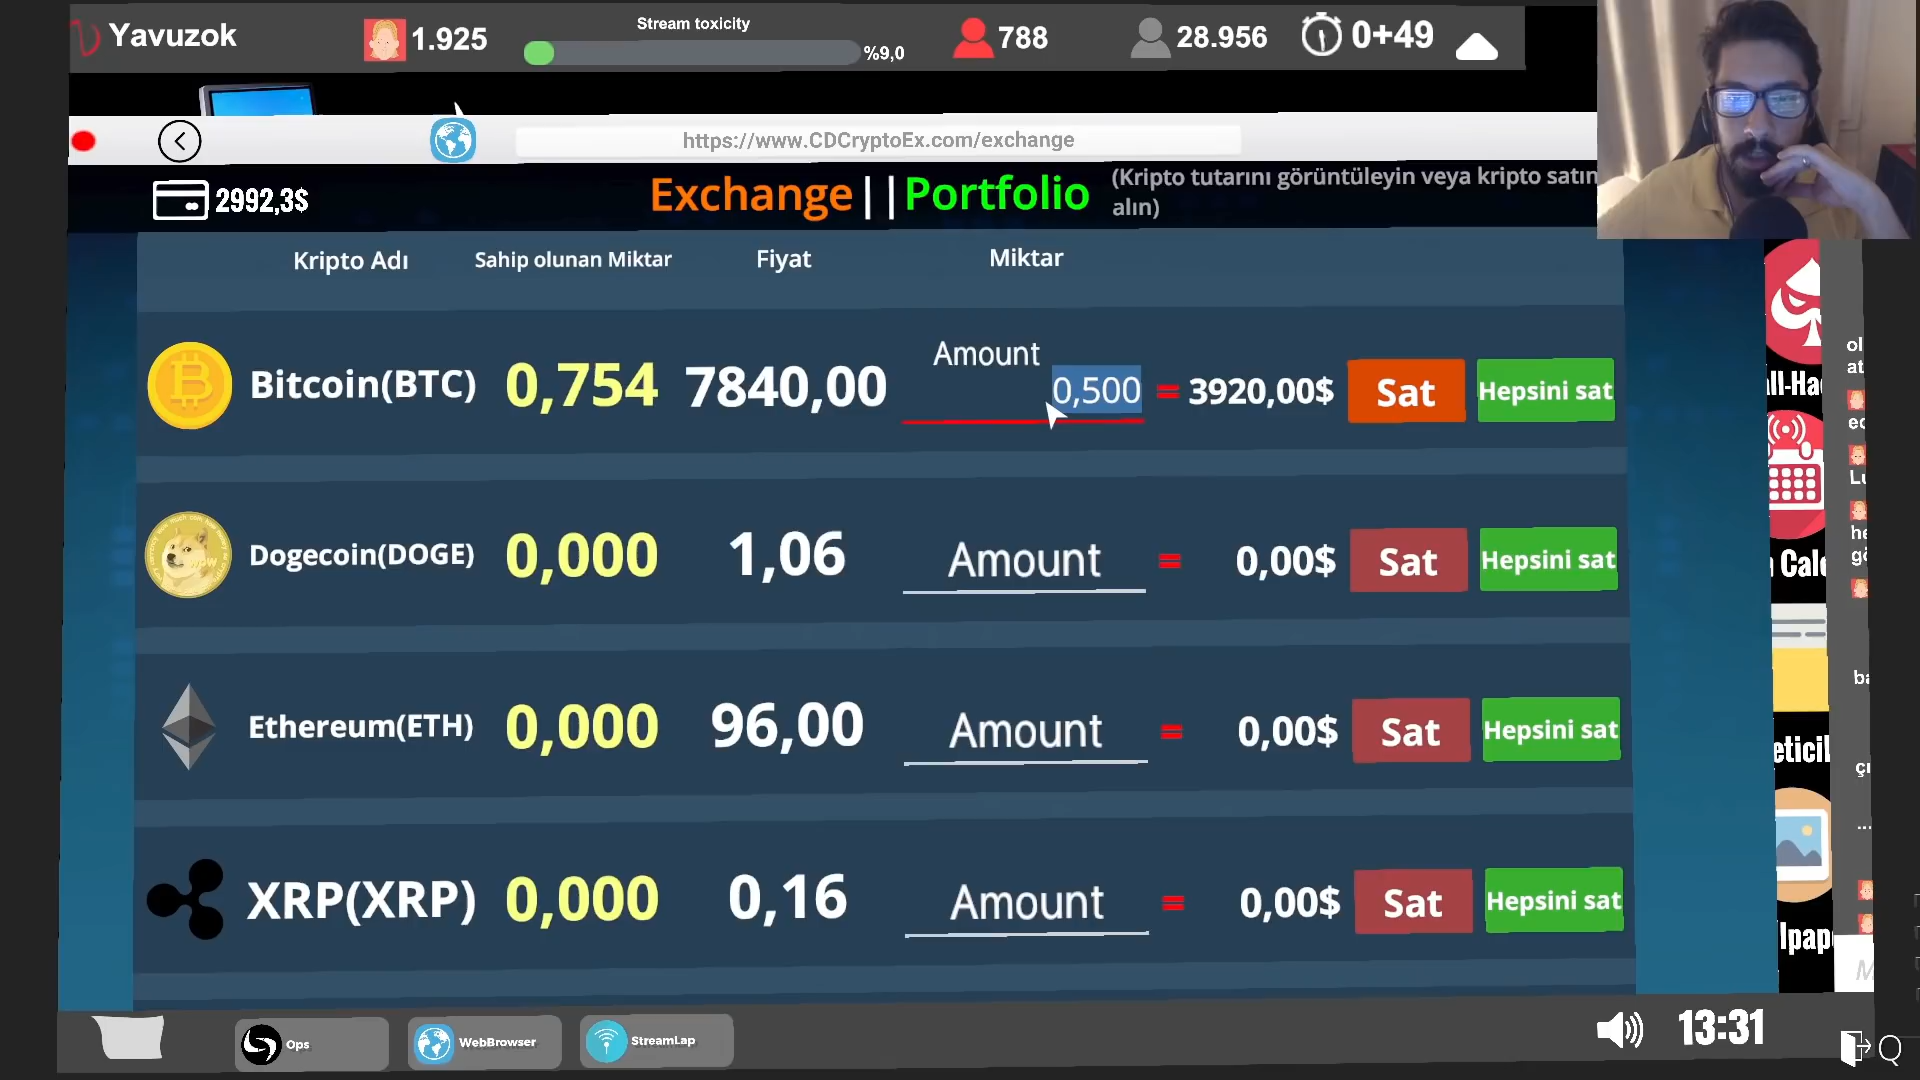 Yavuzok
1.925
Stream toxicity
%9,0
788
28.956
0+49
https://www.CDCryptoEx.com/exchange
2992,3$
Exchange||Portfolio
(Kripto tutarını görüntüleyin veya kripto satın
alın)
Kripto Adı
Sahip olunan Miktar
Fiyat
Miktar
Bitcoin(BTC)
0,754
7840,00
Amount
0,500
=
3920,00$
Sat
Hepsini sat
Dogecoin(DOGE)
0,000
1,06
Amount
=
0,00$
Sat
Hepsini sat
Ethereum(ETH)
0,000
96,00
Amount
=
0,00$
Sat
Hepsini sat
XRP(XRP)
0,000
0,16
Amount
=
0,00$
Sat
Hepsini sat
Ops
WebBrowser
StreamLap
13:31
Q